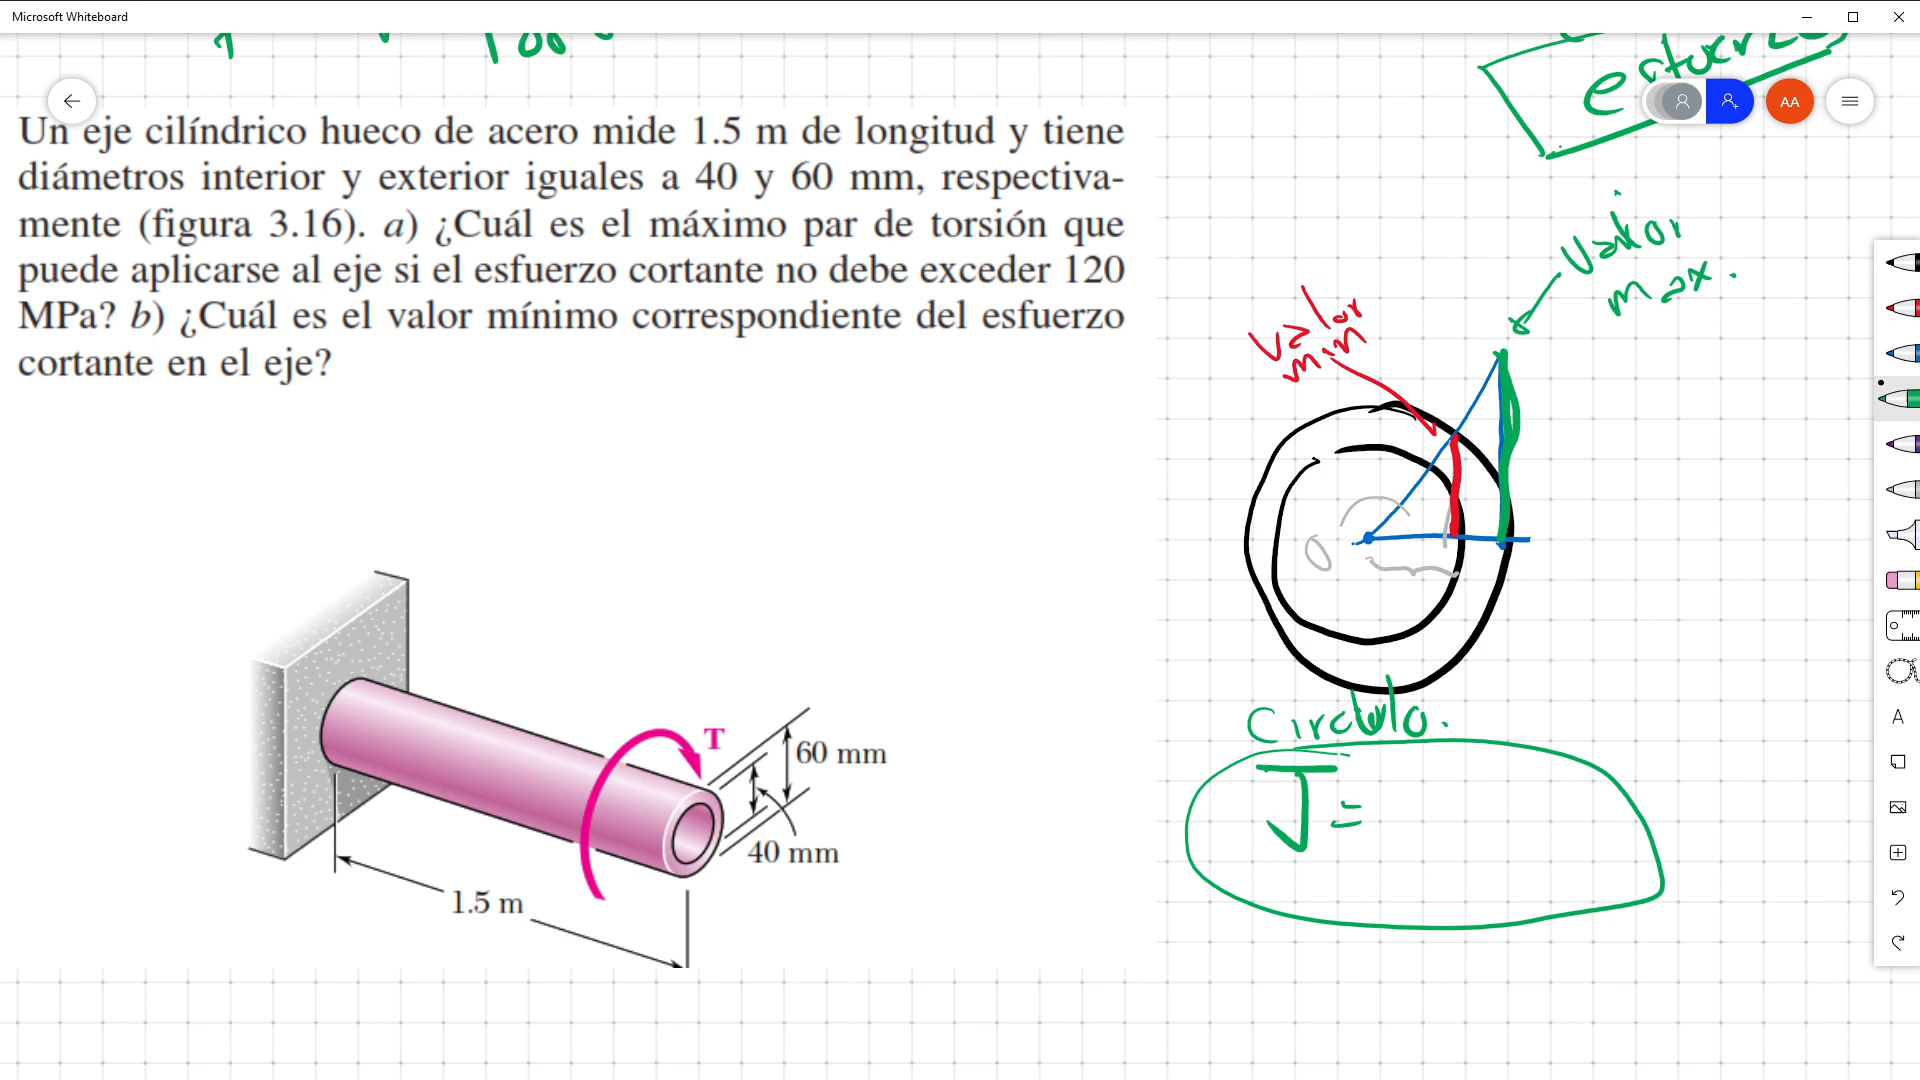 Microsoft Whiteboard
esfuerzo
AA
Un eje cilíndrico hueco de acero mide 1.5 m de longitud y tiene
diámetros interior y exterior iguales a 40 y 60 mm, respectiva-
mente (figura 3.16). a) ¿Cuál es el máximo par de torsión que
puede aplicarse al eje si el esfuerzo cortante no debe exceder 120
MPa? b) ¿Cuál es el valor mínimo correspondiente del esfuerzo
cortante en el eje?
Valor
max.
Valor
min
O
Circulo.
J =
T
60 mm
40 mm
1.5 m
A